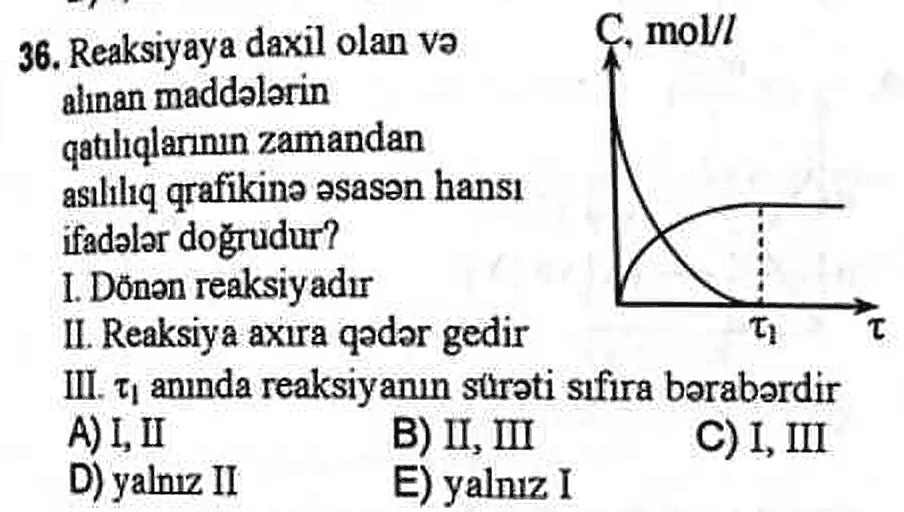 36. Reaksiyaya daxil olan və
alınan maddələrin
qatılıqlarının zamandan
asılılıq qrafikinə əsasən hansı
ifadələr doğrudur?
I. Dönən reaksiyadır
II. Reaksiya axıra qədər gedir
III. τ₁ anında reaksiyanın sürəti sıfıra bərabərdir
A) I, II B) II, III C) I, III
D) yalnız II E) yalnız I
C, mol/l
τ₁ τ